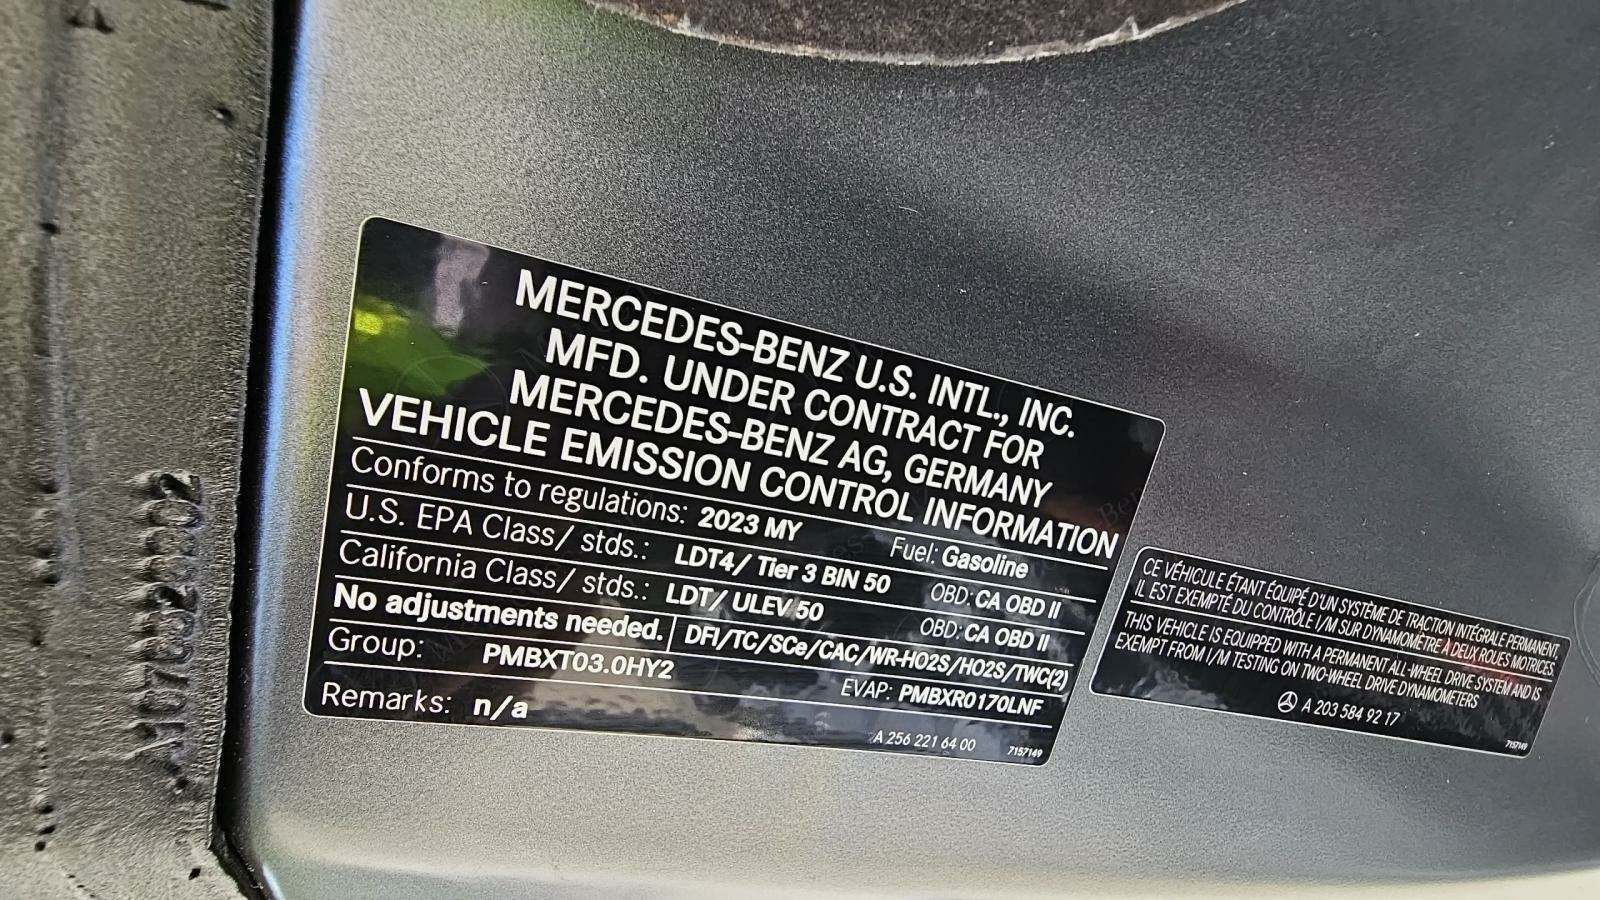 MERCEDES-BENZ U.S. INTL., INC.
MFD. UNDER CONTRACT FOR
MERCEDES-BENZ AG, GERMANY
VEHICLE EMISSION CONTROL INFORMATION
Conforms to regulations: 2023 MY Fuel: Gasoline
U.S. EPA Class/ stds.: LDT4/ Tier 3 BIN 50 OBD: CA OBD II
California Class/ stds.: LDT/ ULEV 50 OBD: CA OBD II
No adjustments needed. DFI/TC/SCe/CAC/WR-HO2S/HO2S/TWC(2)
Group: PMBXT03.0HY2 EVAP: PMBXR0170LNF
Remarks: n/a
A 256 221 64 00 7157149
CE VÉHICULE ÉTANT ÉQUIPÉ D'UN SYSTÈME DE TRACTION INTÉGRALE PERMANENT,
IL EST EXEMPTÉ DU CONTRÔLE I/M SUR DYNAMOMÈTRE À DEUX ROUES MOTRICES.
THIS VEHICLE IS EQUIPPED WITH A PERMANENT ALL-WHEEL DRIVE SYSTEM AND IS
EXEMPT FROM I/M TESTING ON TWO-WHEEL DRIVE DYNAMOMETERS
A 203 584 92 17
7157149